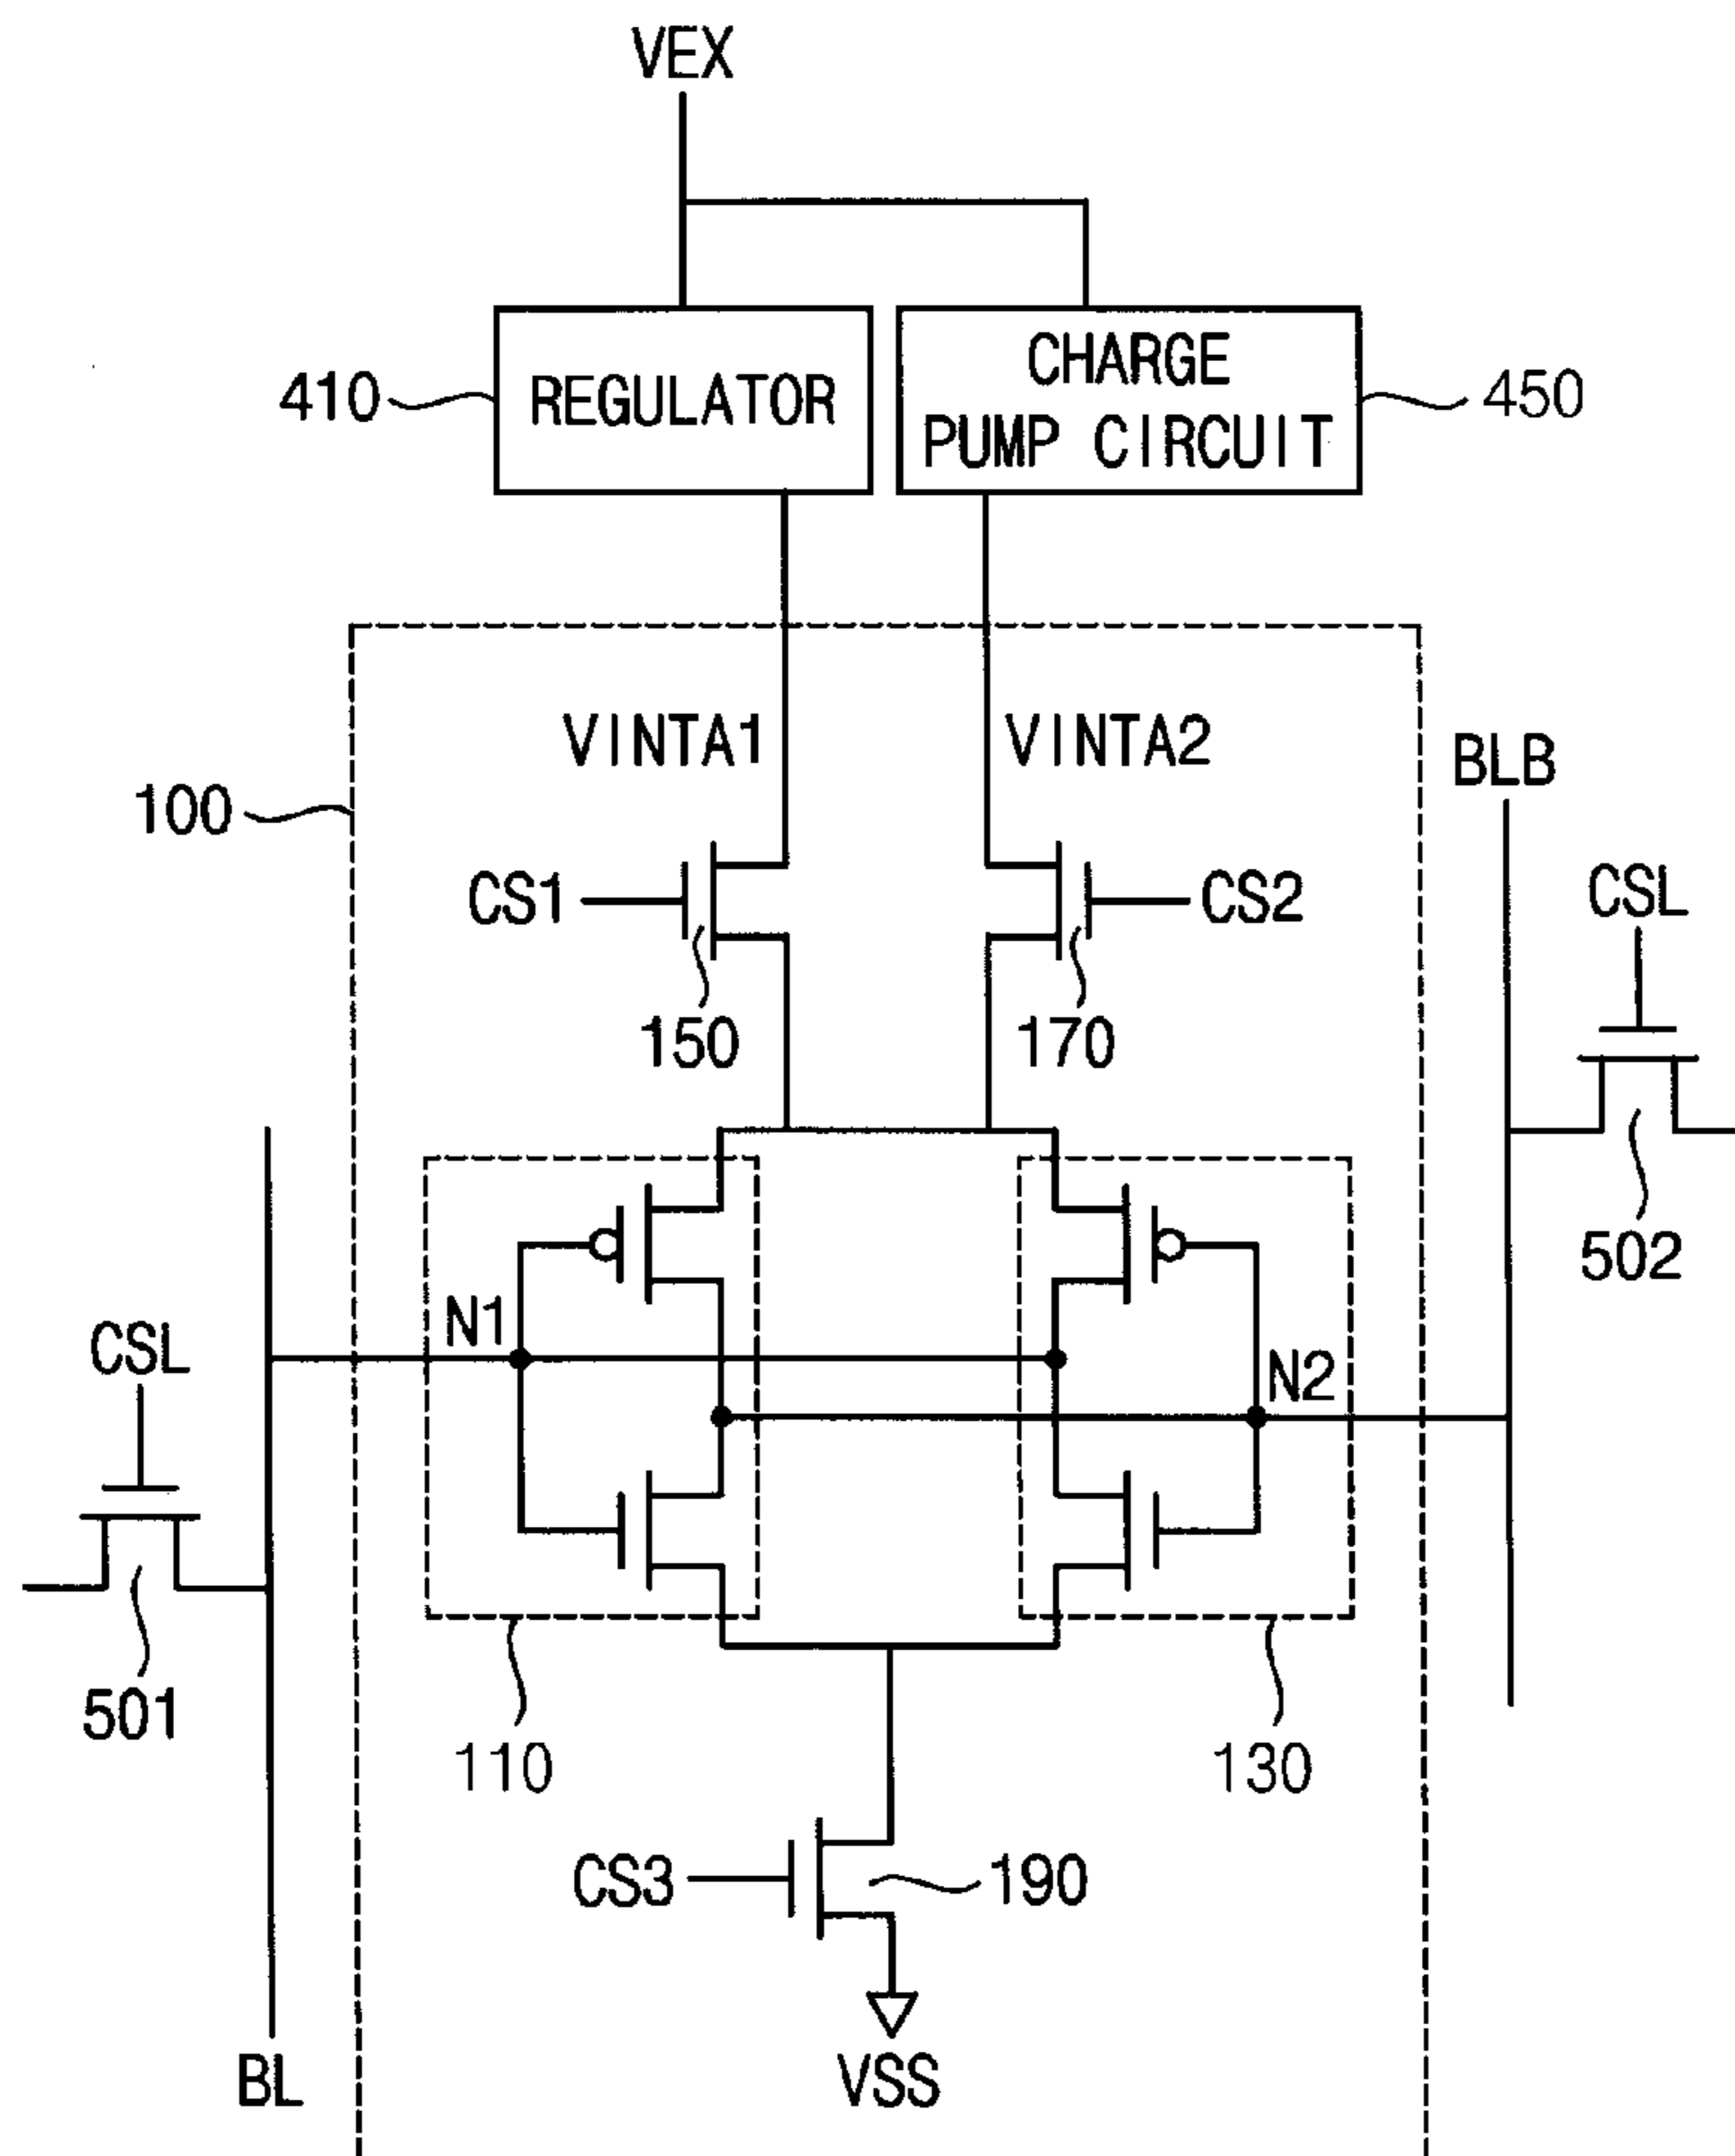 VEX
REGULATOR
CHARGE
PUMP CIRCUIT
410
450
VINTA1
VINTA2
BLB
100
CS1
CS2
CSL
150
170
502
N1
CSL
N2
501
110
130
CS3
190
BL
VSS